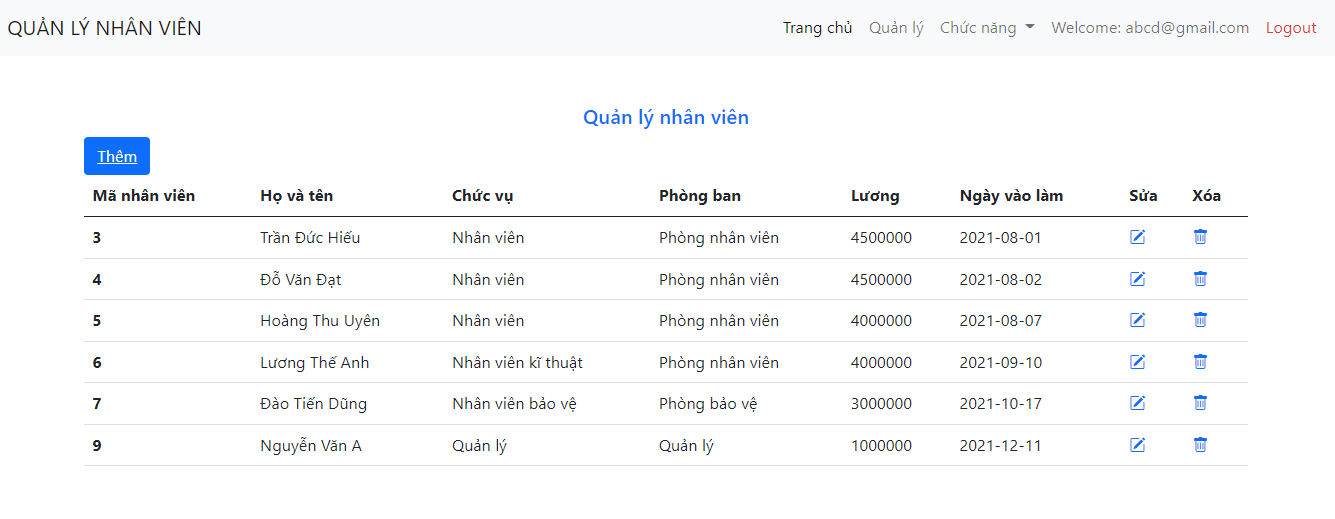 QUẢN LÝ NHÂN VIÊN Trang chủ Quản lý Chức năng Welcome: abcd@gmail.com Logout
Quản lý nhân viên
Thêm
Mã nhân viên Họ và tên Chức vụ Phòng ban Lương Ngày vào làm Sửa Xóa
3 Trần Đức Hiếu Nhân viên Phòng nhân viên 4500000 2021-08-01
4 Đỗ Văn Đạt Nhân viên Phòng nhân viên 4500000 2021-08-02
5 Hoàng Thu Uyên Nhân viên Phòng nhân viên 4000000 2021-08-07
6 Lương Thế Anh Nhân viên kĩ thuật Phòng nhân viên 4000000 2021-09-10
7 Đào Tiến Dũng Nhân viên bảo vệ Phòng bảo vệ 3000000 2021-10-17
9 Nguyễn Văn A Quản lý Quản lý 1000000 2021-12-11